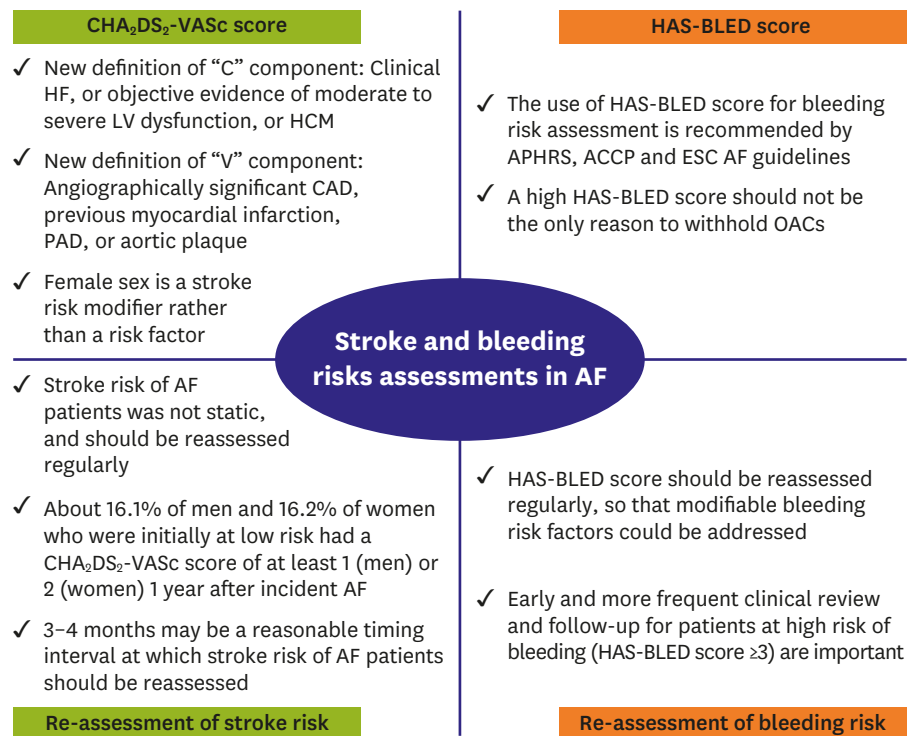 CHA₂DS₂-VASc score
✓ New definition of “C” component: Clinical
HF, or objective evidence of moderate to
severe LV dysfunction, or HCM
✓ New definition of “V” component:
Angiographically significant CAD,
previous myocardial infarction,
PAD, or aortic plaque
✓ Female sex is a stroke
risk modifier rather
than a risk factor
HAS-BLED score
✓ The use of HAS-BLED score for bleeding
risk assessment is recommended by
APHRS, ACCP and ESC AF guidelines
✓ A high HAS-BLED score should not be
the only reason to withhold OACs
Stroke and bleeding
risks assessments in AF
✓ Stroke risk of AF
patients was not static,
and should be reassessed
regularly
✓ About 16.1% of men and 16.2% of women
who were initially at low risk had a
CHA₂DS₂-VASc score of at least 1 (men) or
2 (women) 1 year after incident AF
✓ 3–4 months may be a reasonable timing
interval at which stroke risk of AF patients
should be reassessed
Re-assessment of stroke risk
✓ HAS-BLED score should be reassessed
regularly, so that modifiable bleeding
risk factors could be addressed
✓ Early and more frequent clinical review
and follow-up for patients at high risk of
bleeding (HAS-BLED score ≥3) are important
Re-assessment of bleeding risk